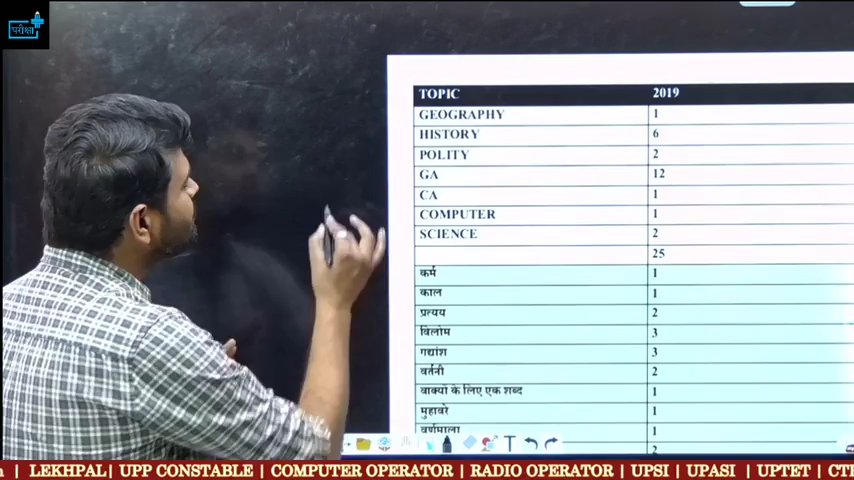 परीक्षा
TOPIC 2019
GEOGRAPHY 1
HISTORY 6
POLITY 2
GA 12
CA 1
COMPUTER 1
SCIENCE 2
25
कर्म 1
काल 1
प्रत्यय 2
विलोम 3
गद्यांश 3
वर्तनी 2
वाक्यों के लिए एक शब्द 1
मुहावरे 1
वर्णमाला 1
2
| LEKHPAL| UPP CONSTABLE | COMPUTER OPERATOR | RADIO OPERATOR | UPSI | UPASI | UPTET |